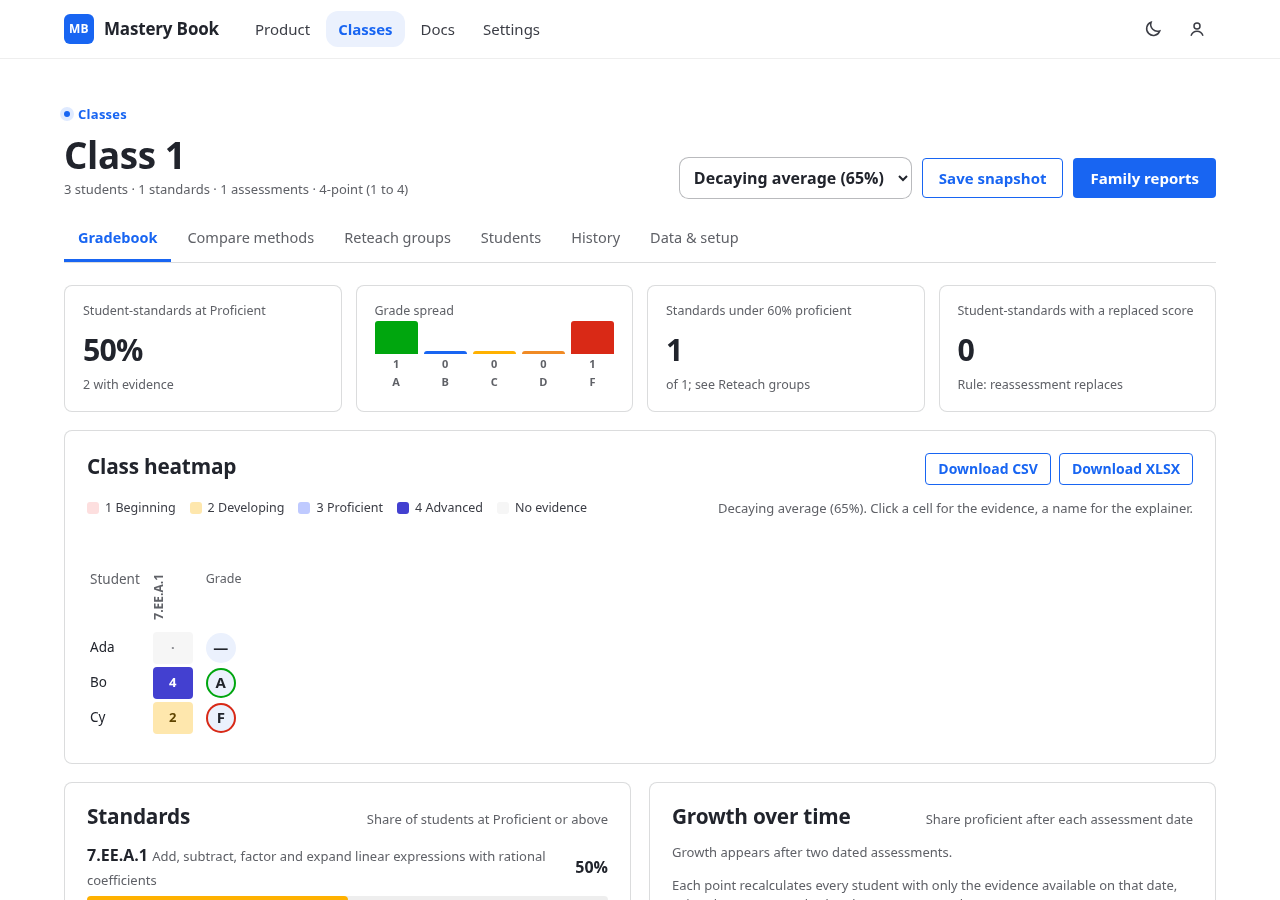 MB Mastery Book Product Classes Docs Settings
Classes
Class 1
3 students · 1 standards · 1 assessments · 4-point (1 to 4)
Decaying average (65%) Save snapshot Family reports
Gradebook Compare methods Reteach groups Students History Data & setup
Student-standards at Proficient
50%
2 with evidence
Grade spread
1 0 0 0 1
A B C D F
Standards under 60% proficient
1
of 1; see Reteach groups
Student-standards with a replaced score
0
Rule: reassessment replaces
Class heatmap
Download CSV Download XLSX
1 Beginning 2 Developing 3 Proficient 4 Advanced No evidence
Decaying average (65%). Click a cell for the evidence, a name for the explainer.
Student 7.EE.A.1 Grade
Ada · —
Bo 4 A
Cy 2 F
Standards
Share of students at Proficient or above
7.EE.A.1 Add, subtract, factor and expand linear expressions with rational
coefficients
50%
Growth over time
Share proficient after each assessment date
Growth appears after two dated assessments.
Each point recalculates every student with only the evidence available on that date,